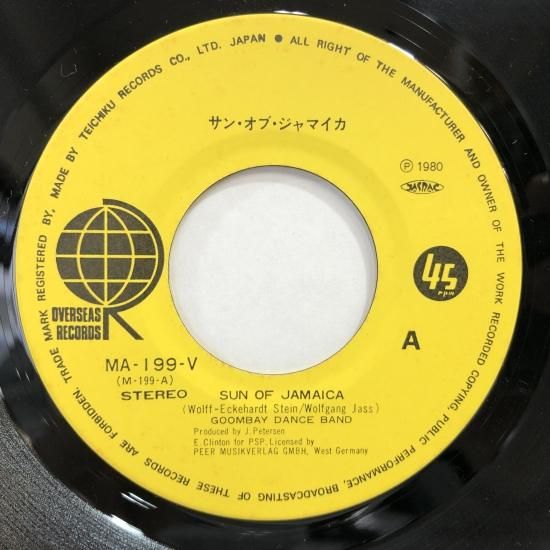 TRADE MARK REGISTERED BY, MADE BY TEICHIKU RECORDS CO., LTD. JAPAN ● ALL RIGHT OF THE MANUFACTURER AND OWNER OF THE WORK RECORDED COPYING, PUBLIC PERFORMANCE, BROADCASTING OF THESE RECORDS ARE FORBIDDEN,
サン・オブ・ジャマイカ
Ⓟ 1980
JASRAC
OVERSEAS
RECORDS
45
rpm
A
MA-199-V
(M-199-A)
STEREO
SUN OF JAMAICA
(Wolff-Eckehardt Stein/Wolfgang Jass)
GOOMBAY DANCE BAND
Produced by J. Petersen
E. Clinton for PSP, Licensed by
PEER MUSIKVERLAG GMBH, West Germany